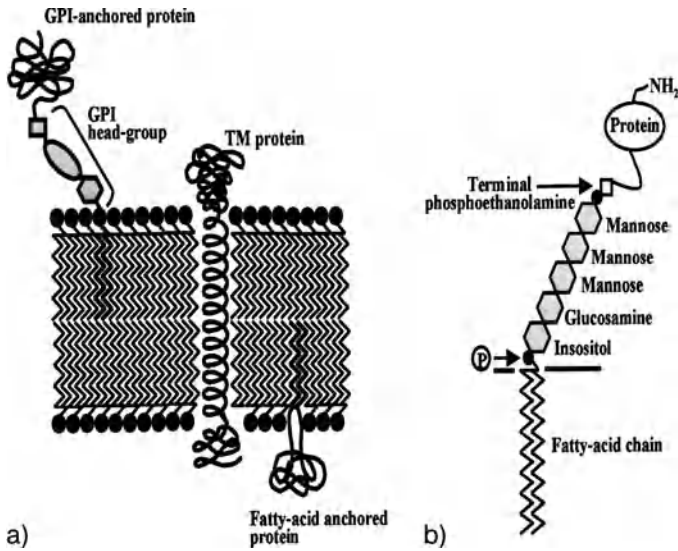 GPI-anchored protein
GPI
head-group
TM protein
Fatty-acid anchored
protein
a)
NH2
Protein
Terminal
phosphoethanolamine
Mannose
Mannose
Mannose
Glucosamine
Insositol
P
Fatty-acid chain
b)